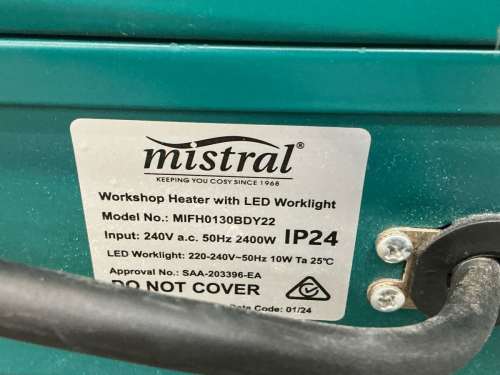 mistral®
KEEPING YOU COSY SINCE 1968
Workshop Heater with LED Worklight
Model No.: MIFH0130BDY22
Input: 240V a.c. 50Hz 2400W IP24
LED Worklight: 220-240V~50Hz 10W Ta 25℃
Approval No.: SAA-203396-EA
DO NOT COVER
Date Code: 01/24